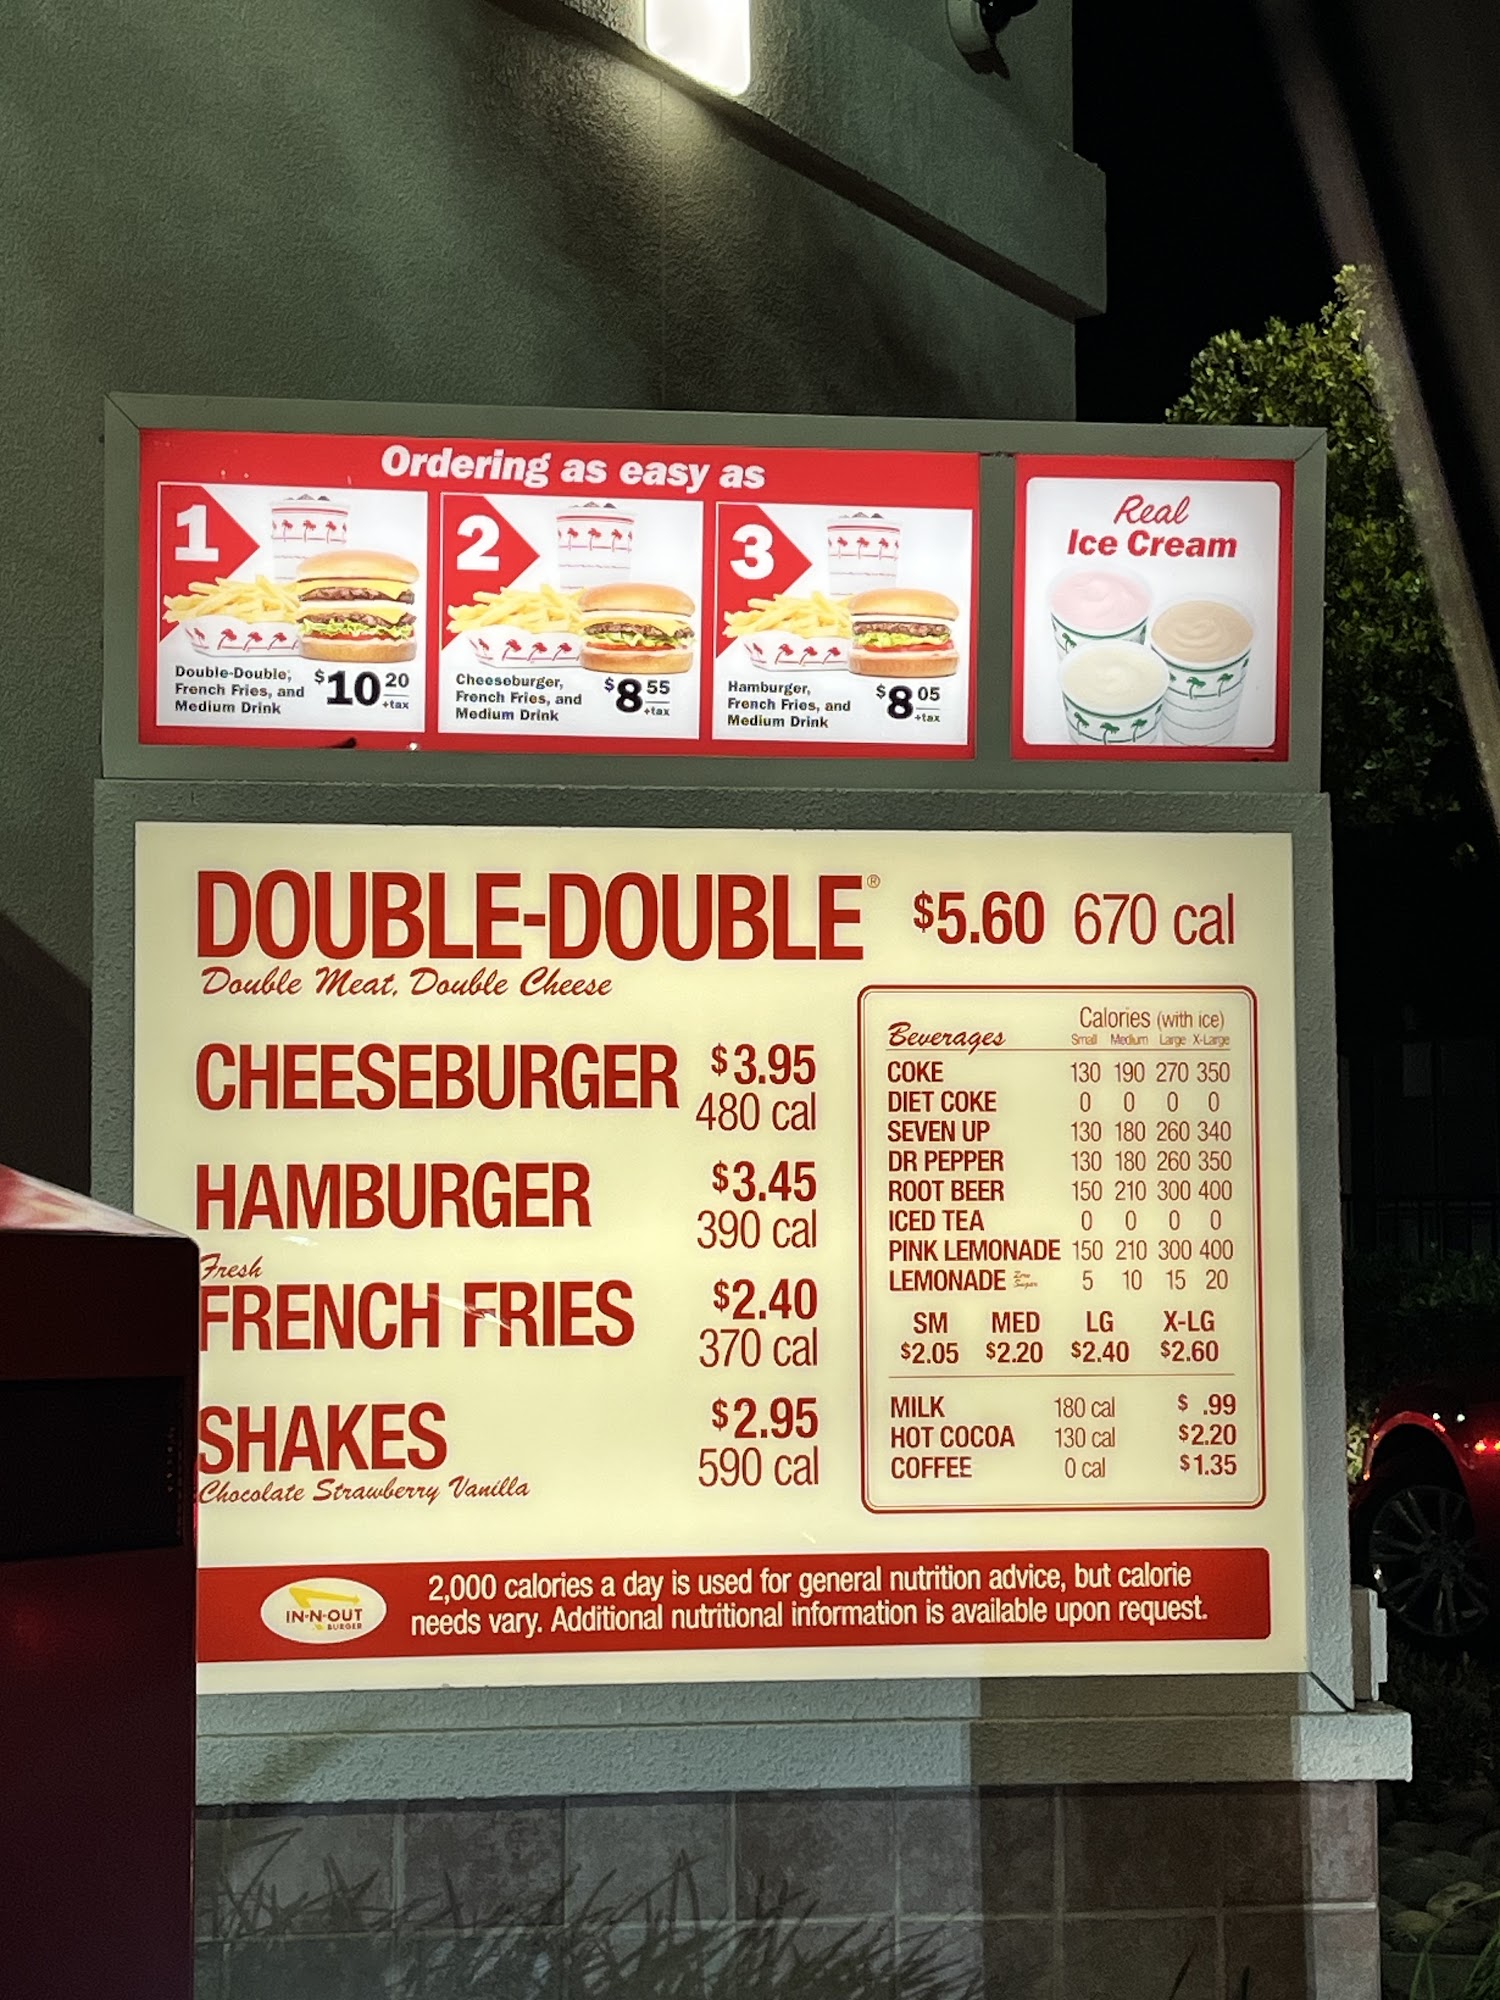 Ordering as easy as
1
Double-Double,
French Fries, and
Medium Drink
$10 20
+tax
2
Cheeseburger,
French Fries, and
Medium Drink
$8 55
+tax
3
Hamburger,
French Fries, and
Medium Drink
$8 05
+tax
Real
Ice Cream
DOUBLE-DOUBLE® $5.60 670 cal
Double Meat, Double Cheese
CHEESEBURGER $3.95
480 cal
HAMBURGER $3.45
390 cal
Fresh
FRENCH FRIES $2.40
370 cal
SHAKES $2.95
590 cal
Chocolate Strawberry Vanilla
Beverages Calories (with ice)
Small Medium Large X-Large
COKE 130 190 270 350
DIET COKE 0 0 0 0
SEVEN UP 130 180 260 340
DR PEPPER 130 180 260 350
ROOT BEER 150 210 300 400
ICED TEA 0 0 0 0
PINK LEMONADE 150 210 300 400
LEMONADE Zero Sugar 5 10 15 20
SM MED LG X-LG
$2.05 $2.20 $2.40 $2.60
MILK 180 cal $ .99
HOT COCOA 130 cal $2.20
COFFEE 0 cal $1.35
IN-N-OUT
BURGER
2,000 calories a day is used for general nutrition advice, but calorie
needs vary. Additional nutritional information is available upon request.